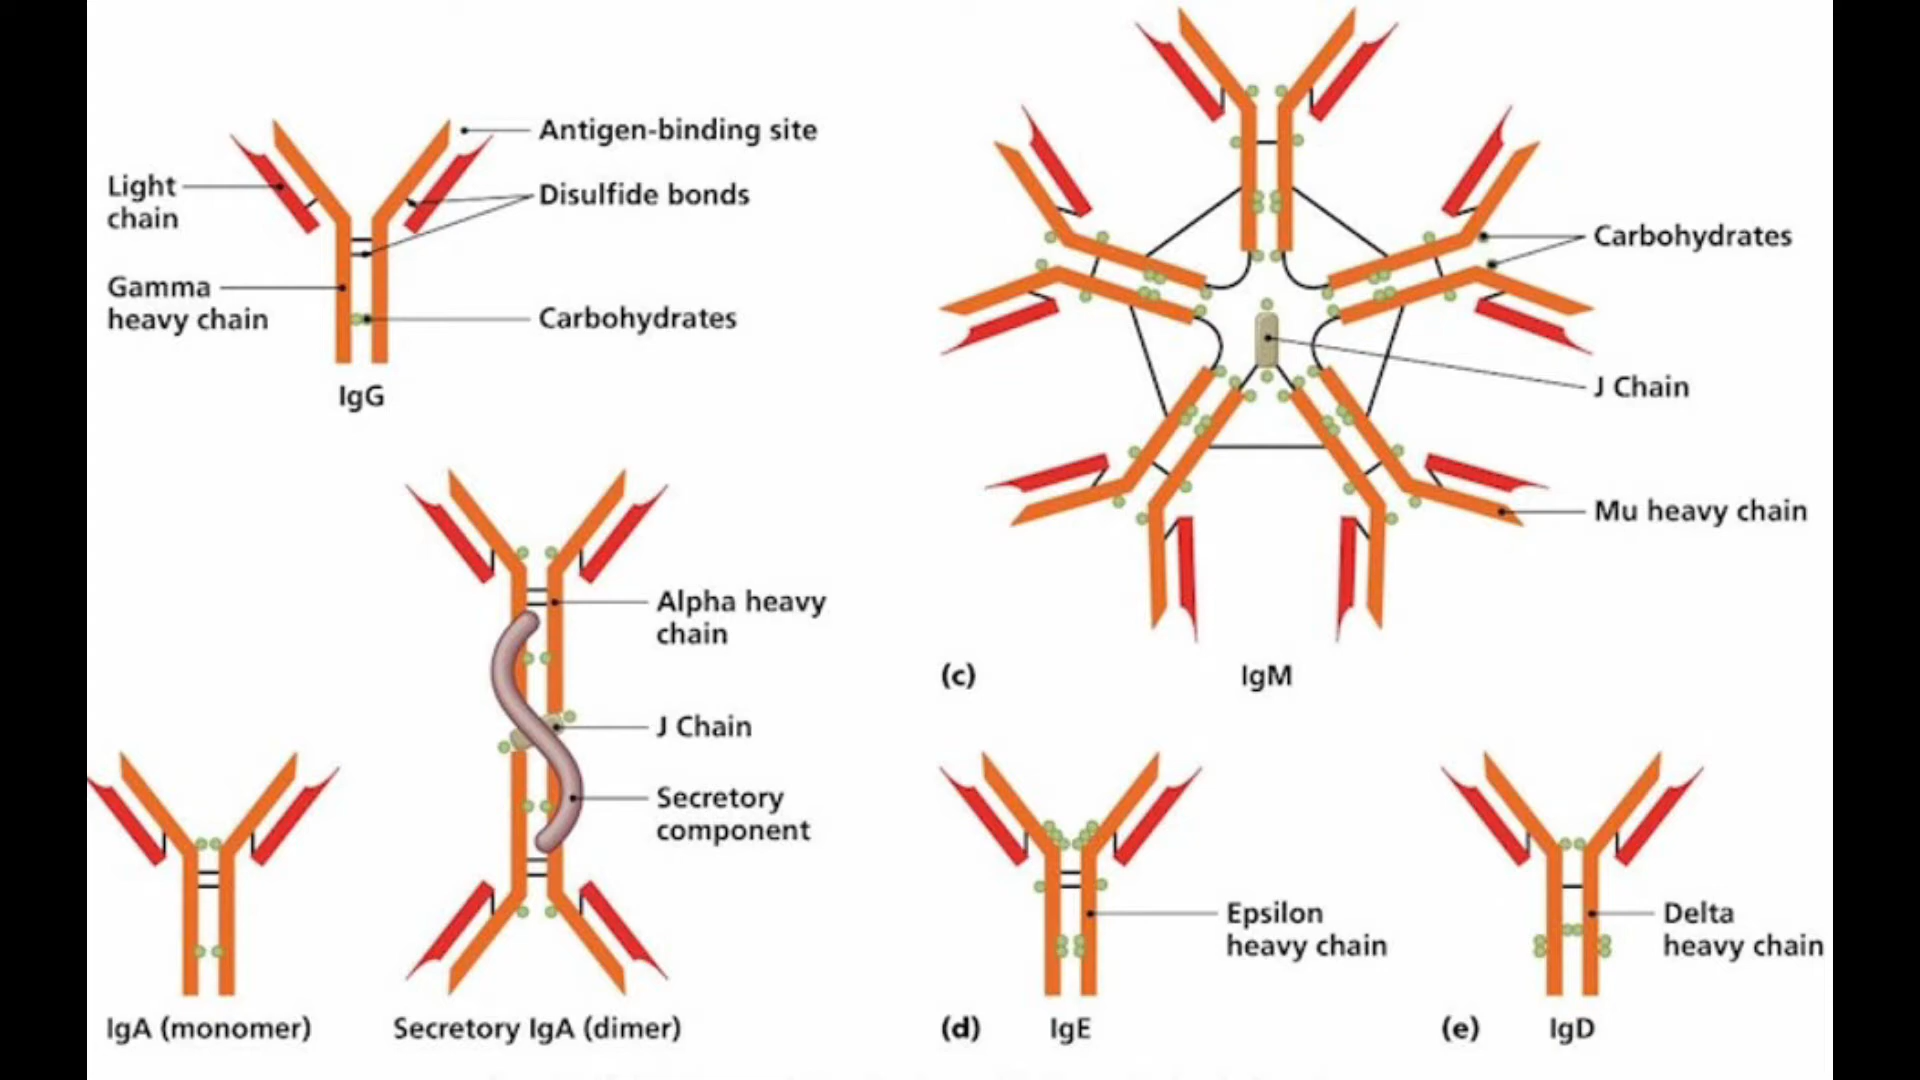 Antigen-binding site
Light
chain
Disulfide bonds
Gamma
heavy chain
Carbohydrates
IgG
Alpha heavy
chain
J Chain
Secretory
component
IgA (monomer)
Secretory IgA (dimer)
Carbohydrates
J Chain
Mu heavy chain
(c)
IgM
Epsilon
heavy chain
(d)
IgE
Delta
heavy chain
(e)
IgD